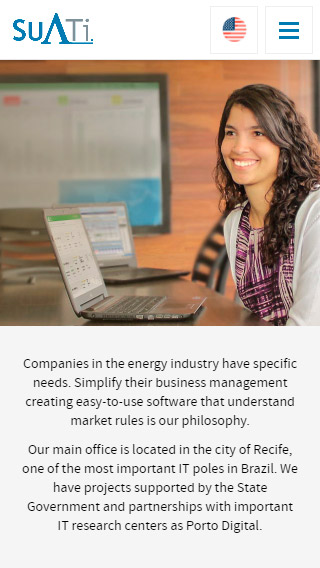 SUATi.
Companies in the energy industry have specific
needs. Simplify their business management
creating easy-to-use software that understand
market rules is our philosophy.
Our main office is located in the city of Recife,
one of the most important IT poles in Brazil. We
have projects supported by the State
Government and partnerships with important
IT research centers as Porto Digital.